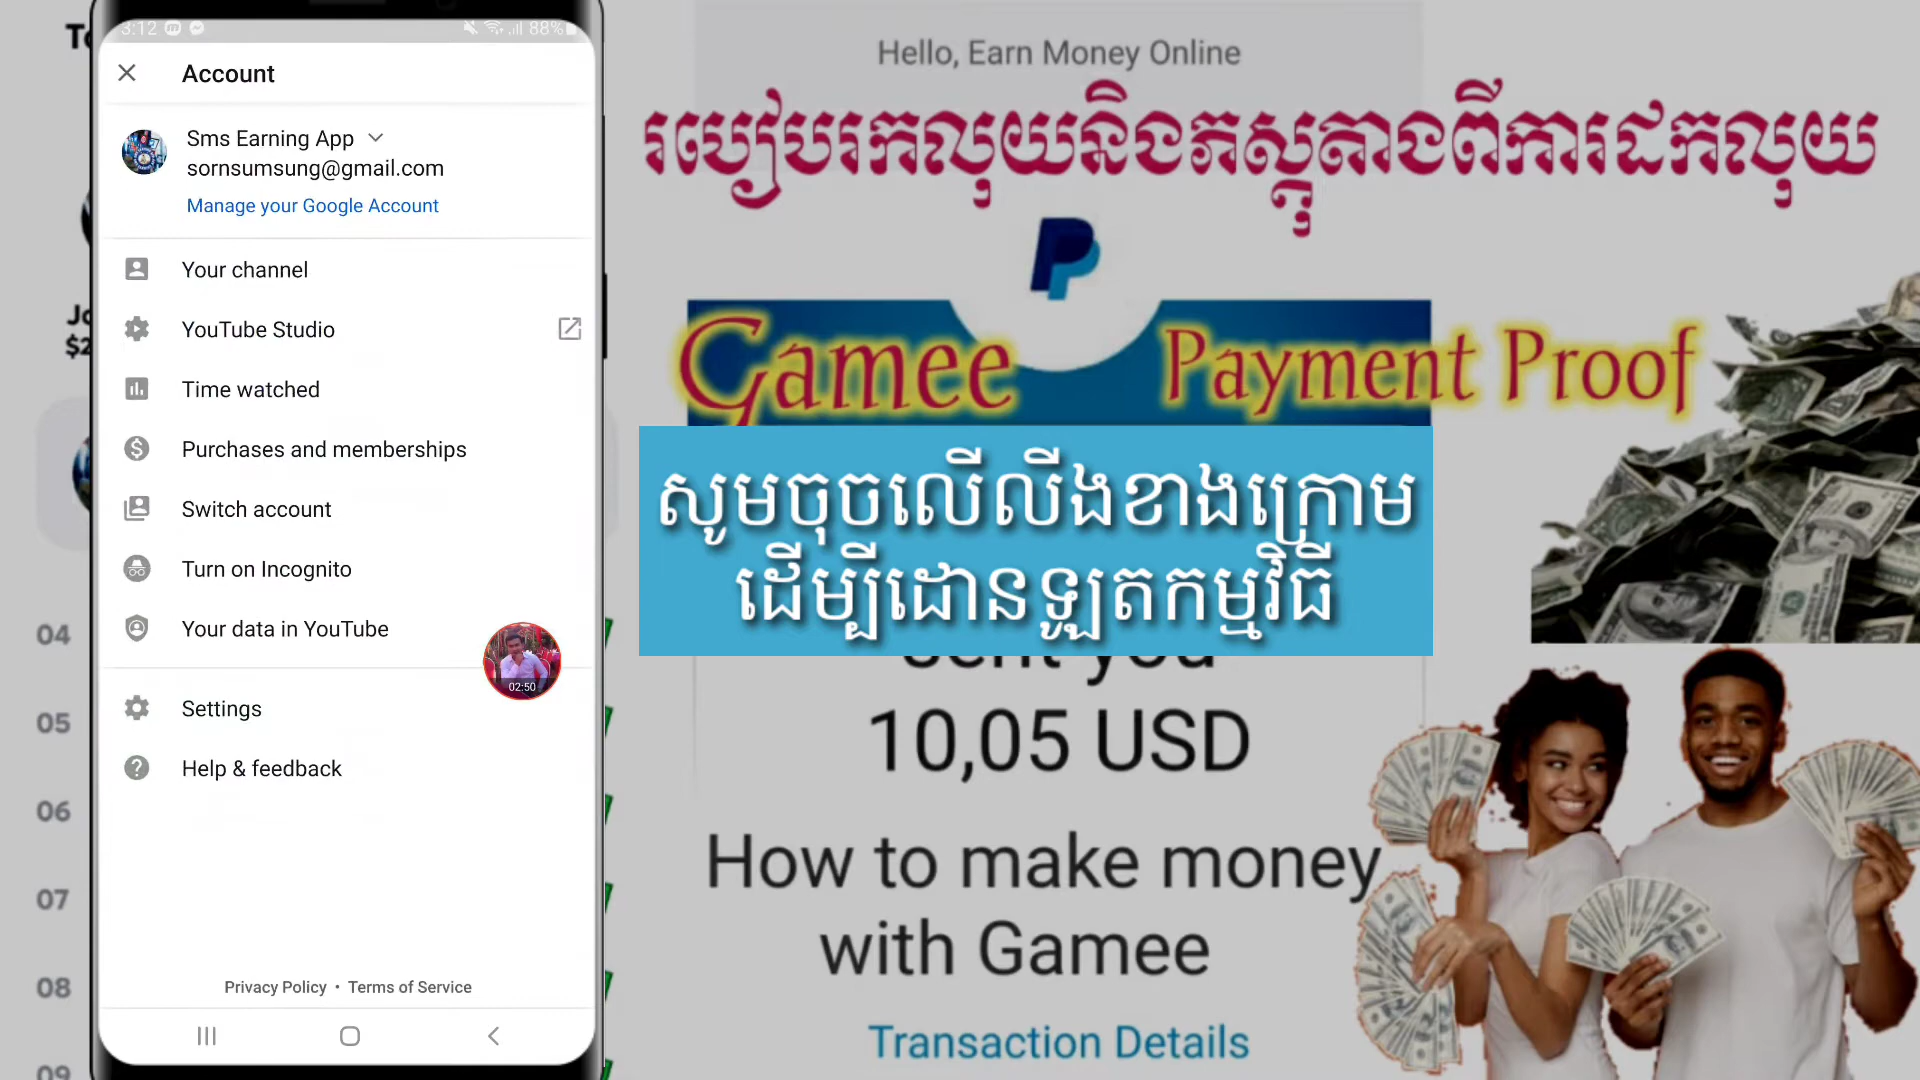 3:12
88%
Account
Sms Earning App
sornsumsung@gmail.com
Manage your Google Account
Your channel
YouTube Studio
Time watched
Purchases and memberships
Switch account
Turn on Incognito
Your data in YouTube
02:50
Settings
Help & feedback
Privacy Policy • Terms of Service
04
05
06
07
08
09
$2
Hello, Earn Money Online
របៀបរកលុយនិងភស្តុតាងពីការដកលុយ
Gamee Payment Proof
សូមចុចលើលីងខាងក្រោម
ដើម្បីដោនឡូតកម្មវិធី
sent you
10,05 USD
How to make money
with Gamee
Transaction Details